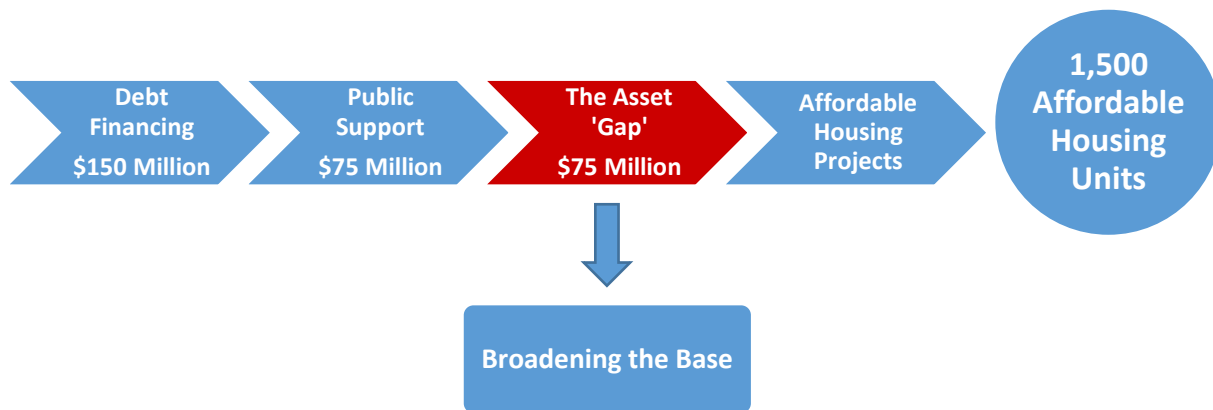 Debt
Financing
$150 Million
Public
Support
$75 Million
The Asset
'Gap'
$75 Million
Affordable
Housing
Projects
1,500
Affordable
Housing
Units
Broadening the Base